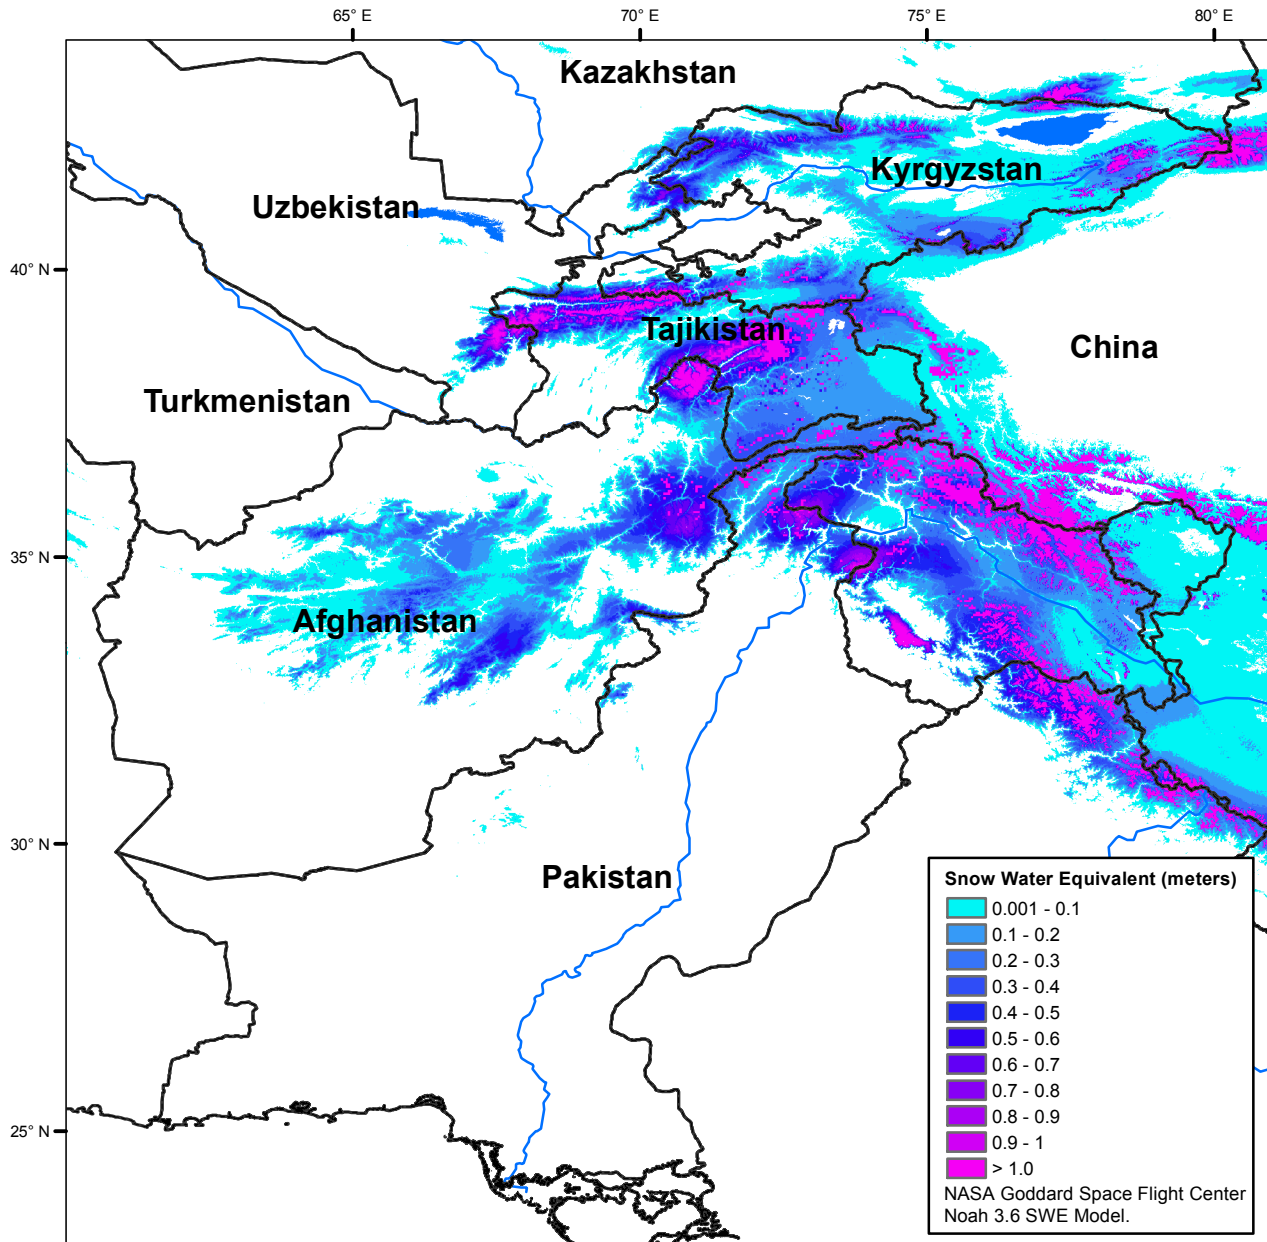 65° E
70° E
75° E
80° E
Kazakhstan
Kyrgyzstan
Uzbekistan
40° N
Tajikistan
China
Turkmenistan
35° N
Afghanistan
30° N
Pakistan
25° N
Snow Water Equivalent (meters)
0.001 - 0.1
0.1 - 0.2
0.2 - 0.3
0.3 - 0.4
0.4 - 0.5
0.5 - 0.6
0.6 - 0.7
0.7 - 0.8
0.8 - 0.9
0.9 - 1
> 1.0
NASA Goddard Space Flight Center
Noah 3.6 SWE Model.